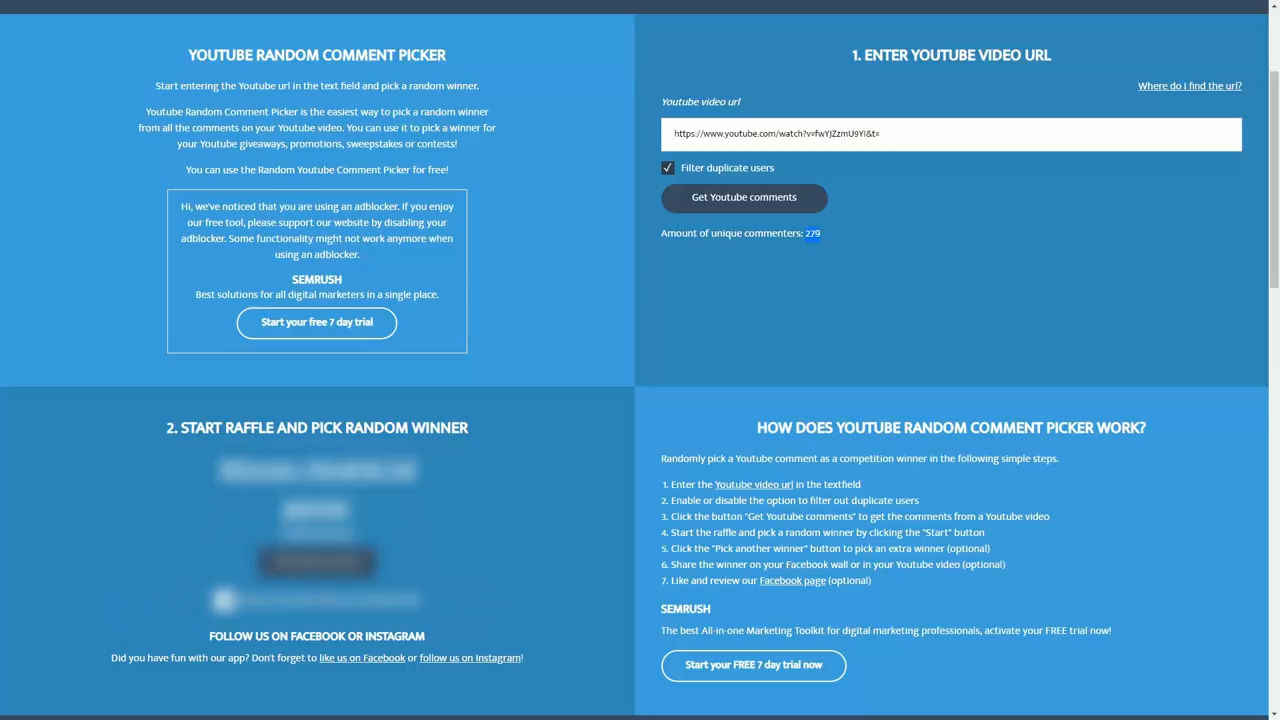 YOUTUBE RANDOM COMMENT PICKER
Start entering the Youtube url in the text field and pick a random winner.
Youtube Random Comment Picker is the easiest way to pick a random winner
from all the comments on your Youtube video. You can use it to pick a winner for
your Youtube giveaways, promotions, sweepstakes or contests!
You can use the Random Youtube Comment Picker for free!
Hi, we've noticed that you are using an adblocker. If you enjoy
our free tool, please support our website by disabling your
adblocker. Some functionality might not work anymore when
using an adblocker.
SEMRUSH
Best solutions for all digital marketers in a single place.
Start your free 7 day trial
1. ENTER YOUTUBE VIDEO URL
Where do I find the url?
Youtube video url
https://www.youtube.com/watch?v=fwYJZzmU9YI&t=
Filter duplicate users
Get Youtube comments
Amount of unique commenters: 279
2. START RAFFLE AND PICK RANDOM WINNER
FOLLOW US ON FACEBOOK OR INSTAGRAM
Did you have fun with our app? Don't forget to like us on Facebook or follow us on Instagram!
HOW DOES YOUTUBE RANDOM COMMENT PICKER WORK?
Randomly pick a Youtube comment as a competition winner in the following simple steps.
1. Enter the Youtube video url in the textfield
2. Enable or disable the option to filter out duplicate users
3. Click the button "Get Youtube comments" to get the comments from a Youtube video
4. Start the raffle and pick a random winner by clicking the "Start" button
5. Click the "Pick another winner" button to pick an extra winner (optional)
6. Share the winner on your Facebook wall or in your Youtube video (optional)
7. Like and review our Facebook page (optional)
SEMRUSH
The best All-in-one Marketing Toolkit for digital marketing professionals, activate your FREE trial now!
Start your FREE 7 day trial now